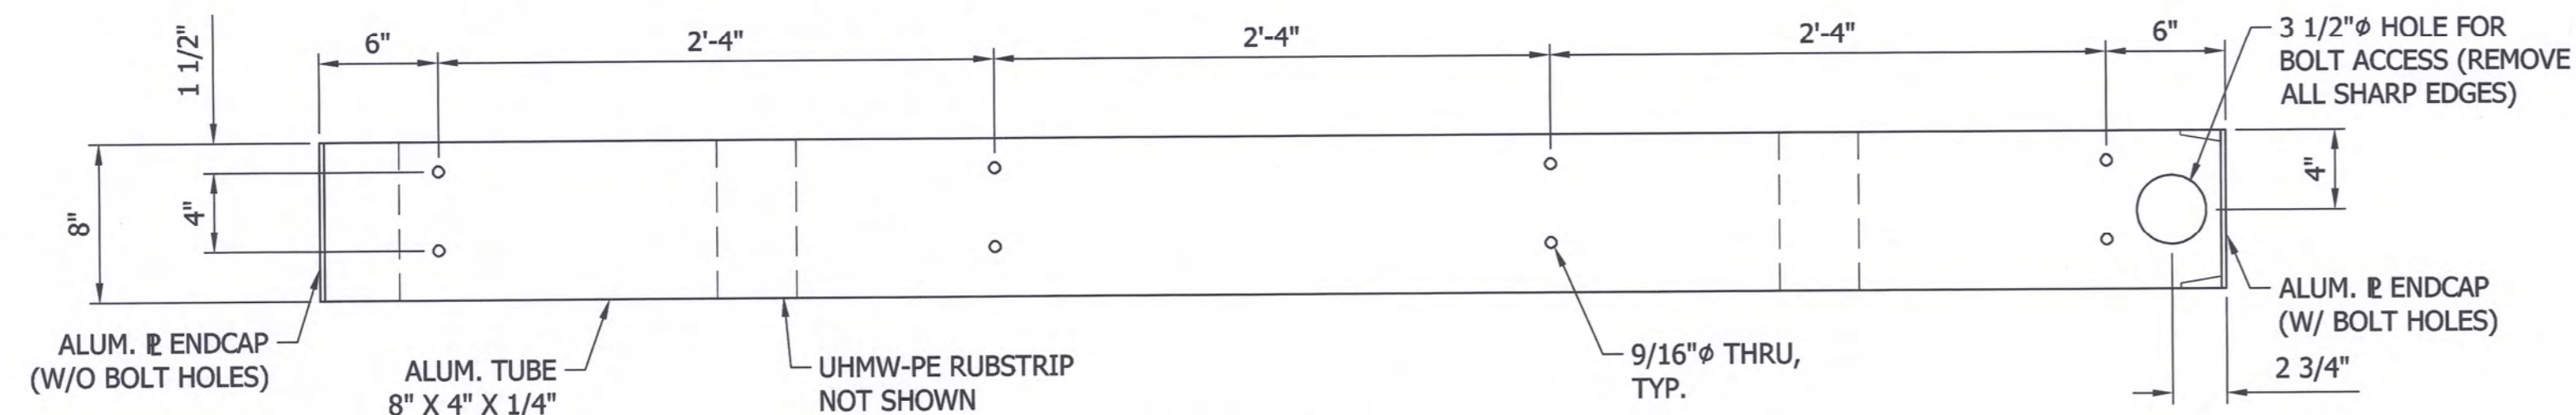 6"
2'-4"
2'-4"
2'-4"
6"
3 1/2"⌀ HOLE FOR
BOLT ACCESS (REMOVE
ALL SHARP EDGES)
1 1/2"
8"
4"
4"
ALUM. ⅊ ENDCAP
(W/O BOLT HOLES)
ALUM. TUBE
8" X 4" X 1/4"
UHMW-PE RUBSTRIP
NOT SHOWN
9/16"⌀ THRU,
TYP.
ALUM. ⅊ ENDCAP
(W/ BOLT HOLES)
2 3/4"